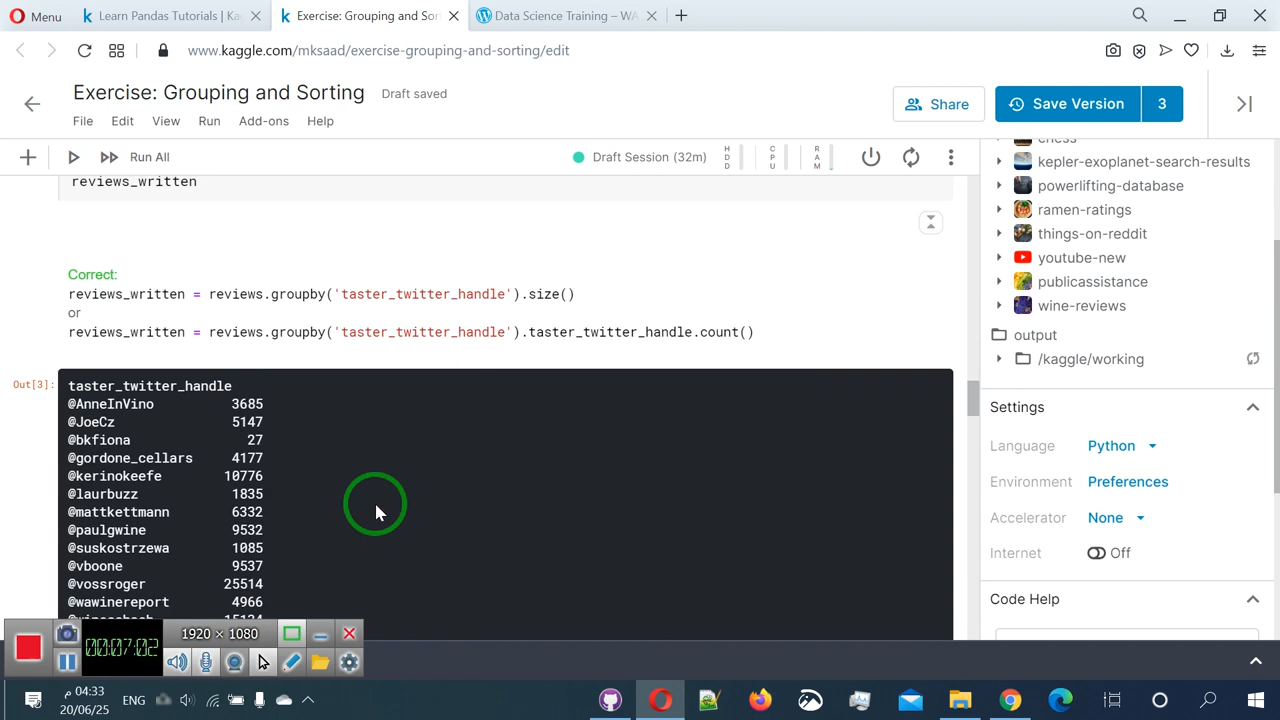 Menu
Learn Pandas Tutorials | Ka
Exercise: Grouping and Sor
Data Science Training – WA
www.kaggle.com/mksaad/exercise-grouping-and-sorting/edit
Exercise: Grouping and Sorting
Draft saved
Share
Save Version
3
File Edit View Run Add-ons Help
Run All
Draft Session (32m)
HDD
CPU
RAM
reviews_written
Correct:
reviews_written = reviews.groupby('taster_twitter_handle').size()
or
reviews_written = reviews.groupby('taster_twitter_handle').taster_twitter_handle.count()
Out[3]:
taster_twitter_handle
@AnneInVino 3685
@JoeCz 5147
@bkfiona 27
@gordone_cellars 4177
@kerinokeefe 10776
@laurbuzz 1835
@mattkettmann 6332
@paulgwine 9532
@suskostrzewa 1085
@vboone 9537
@vossroger 25514
@wawinereport 4966
chess
kepler-exoplanet-search-results
powerlifting-database
ramen-ratings
things-on-reddit
youtube-new
publicassistance
wine-reviews
output
/kaggle/working
Settings
Language Python
Environment Preferences
Accelerator None
Internet Off
Code Help
00:07:02
1920 × 1080
04:33 م
20/06/25
ENG